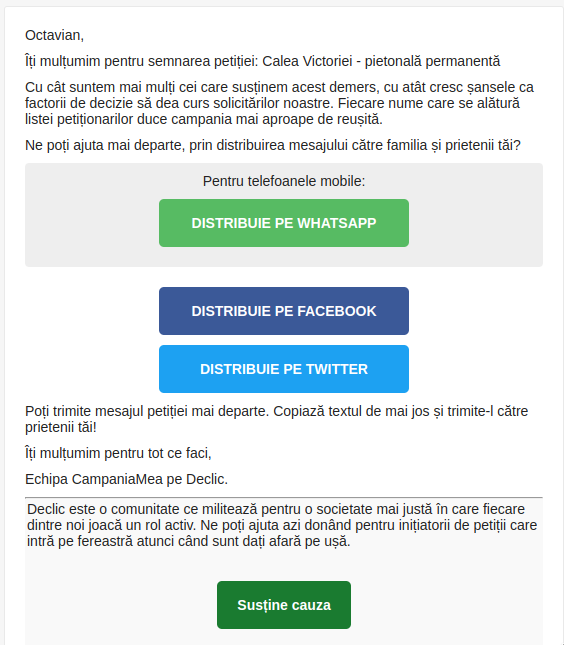 Octavian,
Îți mulțumim pentru semnarea petiției: Calea Victoriei - pietonală permanentă
Cu cât suntem mai mulți cei care susținem acest demers, cu atât cresc șansele ca
factorii de decizie să dea curs solicitărilor noastre. Fiecare nume care se alătură
listei petiționarilor duce campania mai aproape de reușită.
Ne poți ajuta mai departe, prin distribuirea mesajului către familia și prietenii tăi?
Pentru telefoanele mobile:
DISTRIBUIE PE WHATSAPP
DISTRIBUIE PE FACEBOOK
DISTRIBUIE PE TWITTER
Poți trimite mesajul petiției mai departe. Copiază textul de mai jos și trimite-l către
prietenii tăi!
Îți mulțumim pentru tot ce faci,
Echipa CampaniaMea pe Declic.
Declic este o comunitate ce militează pentru o societate mai justă în care fiecare
dintre noi joacă un rol activ. Ne poți ajuta azi donând pentru inițiatorii de petiții care
intră pe fereastră atunci când sunt dați afară pe ușă.
Susține cauza